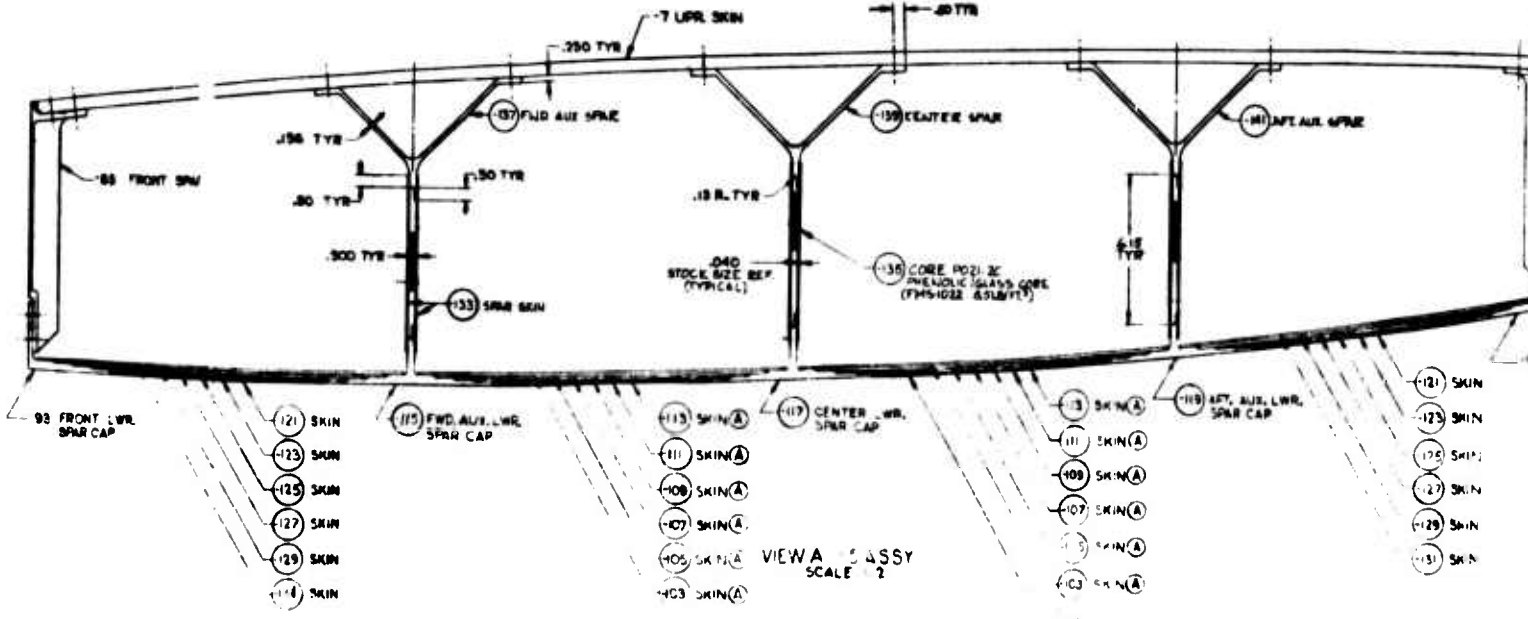 -7 UPR. SKIN
.250 TYP
.60 TYP
-137 FWD AUX SPAR
-139 CENTER SPAR
-141 AFT. AUX. SPAR
.156 TYP
FRONT SPAR
.50 TYP
.80 TYP
.13 R. TYP
TYP
.040
STOCK SIZE REF.
(TYPICAL)
CORE
PHENOLIC GLASS CORE
-133 SPAR SKIN
93 FRONT LWR.
SPAR CAP
-115 FWD. AUX. LWR.
SPAR CAP
-117 CENTER LWR.
SPAR CAP
-119 AFT. AUX. LWR.
SPAR CAP
-121 SKIN
-123 SKIN
-125 SKIN
-127 SKIN
-129 SKIN
SKIN
-113 SKIN (A)
-111 SKIN (A)
-109 SKIN (A)
-107 SKIN (A)
-105 SKIN (A)
-103 SKIN (A)
VIEW A
SCALE
-113 SKIN (A)
-111 SKIN (A)
-109 SKIN (A)
-107 SKIN (A)
SKIN (A)
-103 SKIN (A)
-121 SKIN
-123 SKIN
-125 SKIN
-127 SKIN
-129 SKIN
-131 SKIN